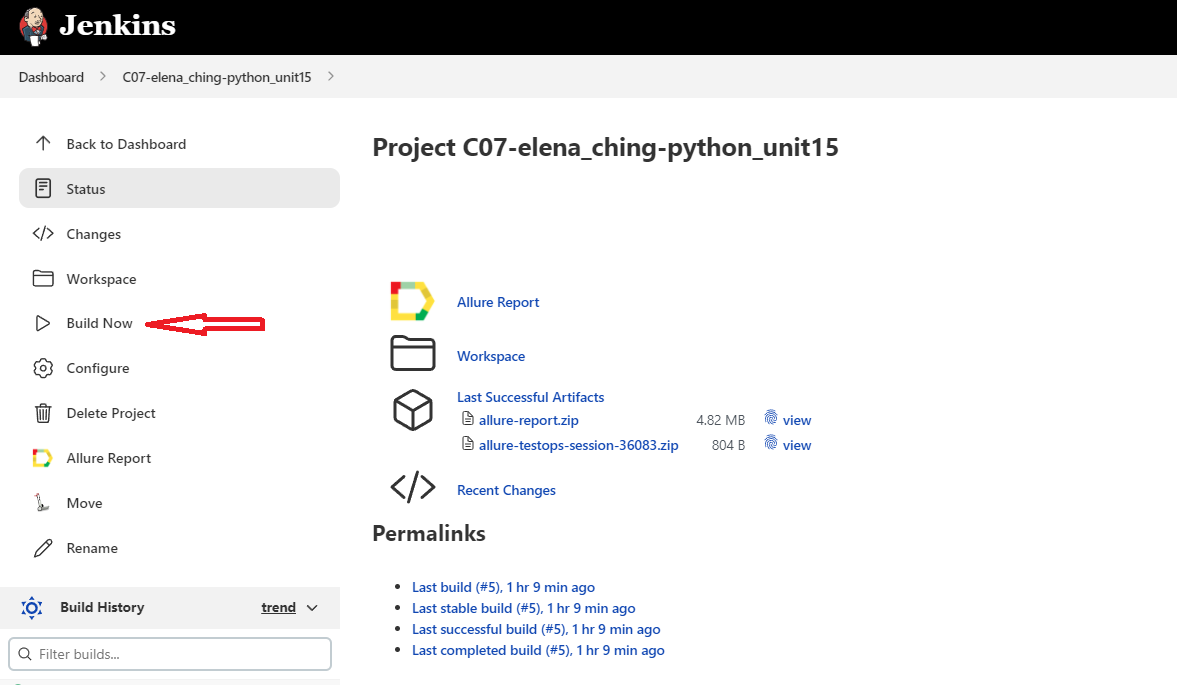 Jenkins
Dashboard
C07-elena_ching-python_unit15
Back to Dashboard
Status
Changes
Workspace
Build Now
Configure
Delete Project
Allure Report
Move
Rename
Build History trend
Filter builds...
Project C07-elena_ching-python_unit15
Allure Report
Workspace
Last Successful Artifacts
allure-report.zip 4.82 MB view
allure-testops-session-36083.zip 804 B view
Recent Changes
Permalinks
Last build (#5), 1 hr 9 min ago
Last stable build (#5), 1 hr 9 min ago
Last successful build (#5), 1 hr 9 min ago
Last completed build (#5), 1 hr 9 min ago